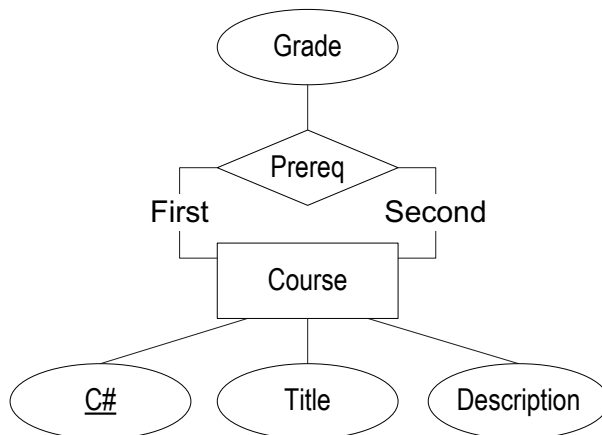 Grade
Prereq
First
Second
Course
C#
Title
Description